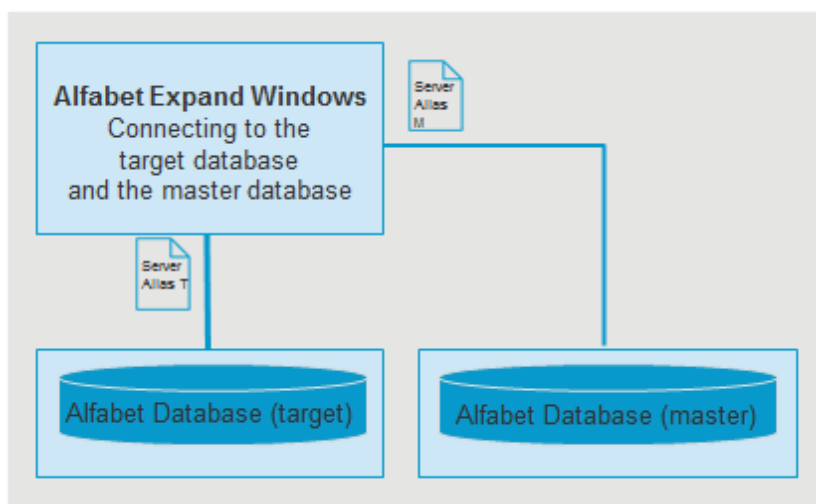 Alfabet Expand Windows
Connecting to the
target database
and the master database
Server
Alias
M
Server
Alias T
Alfabet Database (target)
Alfabet Database (master)